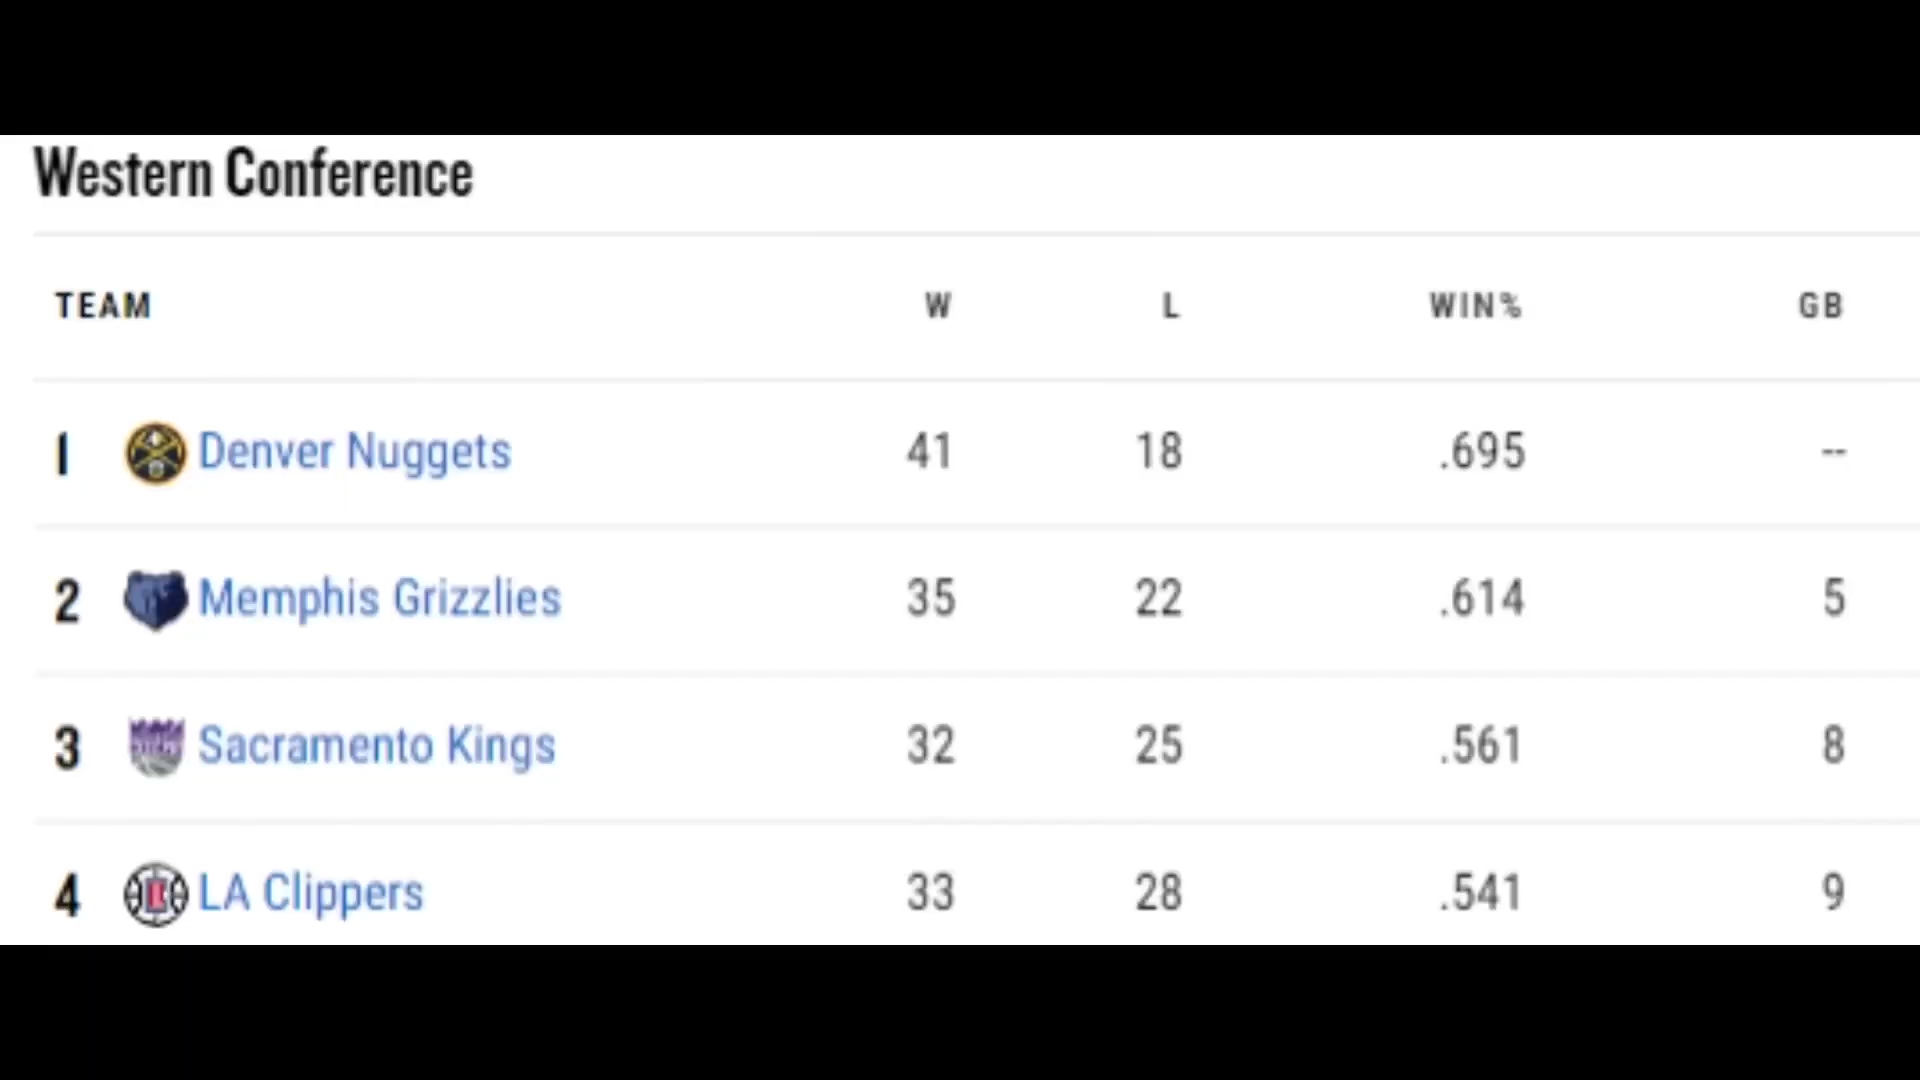 Western Conference
TEAM W L WIN% GB
1 Denver Nuggets 41 18 .695 --
2 Memphis Grizzlies 35 22 .614 5
3 Sacramento Kings 32 25 .561 8
4 LA Clippers 33 28 .541 9